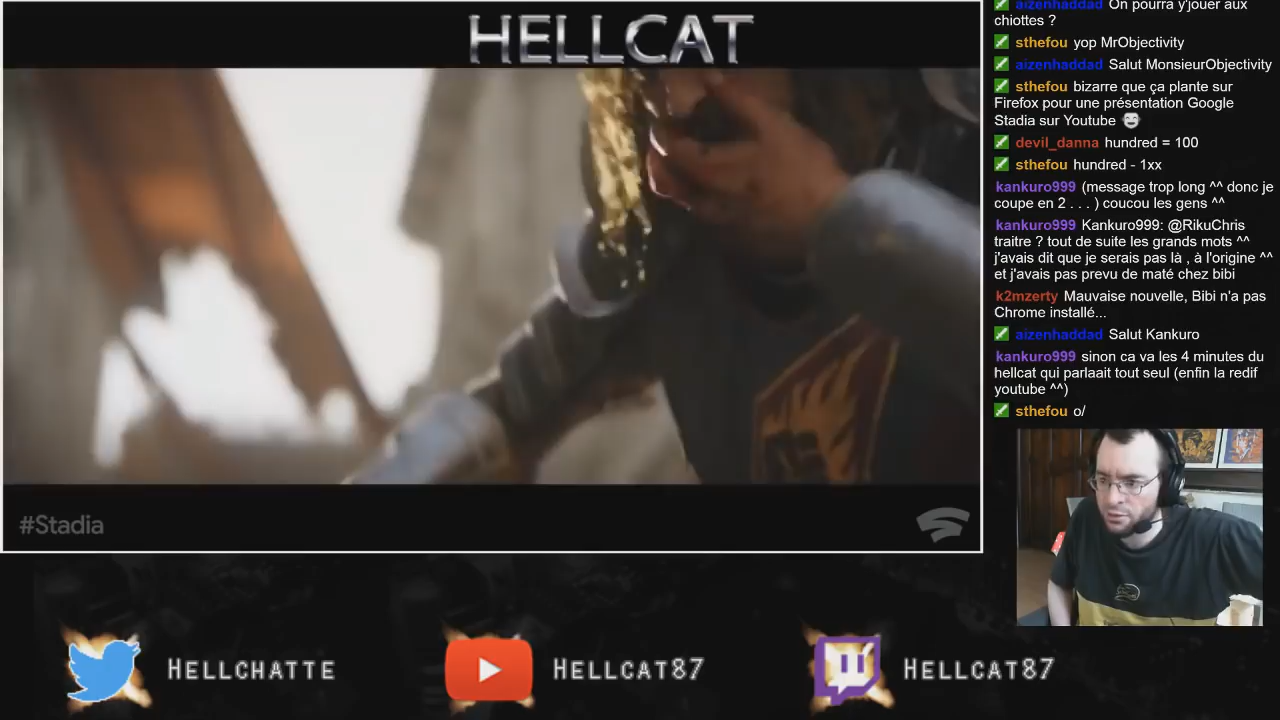 HELLCAT
#Stadia
aizenhaddad On pourra y'jouer aux
chiottes ?
sthefou yop MrObjectivity
aizenhaddad Salut MonsieurObjectivity
sthefou bizarre que ça plante sur
Firefox pour une présentation Google
Stadia sur Youtube
devil_danna hundred = 100
sthefou hundred - 1xx
kankuro999 (message trop long ^^ donc je
coupe en 2 . . . ) coucou les gens ^^
kankuro999 Kankuro999: @RikuChris
traitre ? tout de suite les grands mots ^^
j'avais dit que je serais pas là , à l'origine ^^
et j'avais pas prevu de maté chez bibi
k2mzerty Mauvaise nouvelle, Bibi n'a pas
Chrome installé...
aizenhaddad Salut Kankuro
kankuro999 sinon ca va les 4 minutes du
hellcat qui parlaait tout seul (enfin la redif
youtube ^^)
sthefou o/
HELLCHATTE
HELLCAT87
HELLCAT87